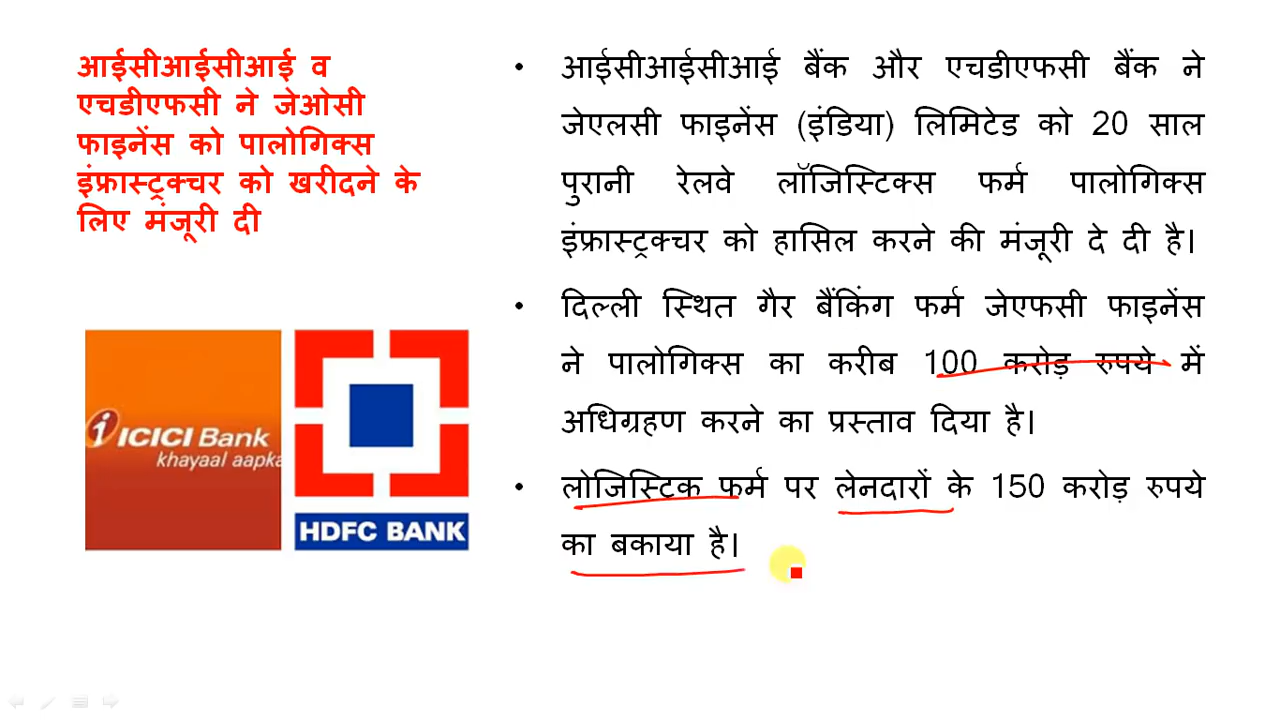 आईसीआईसीआई व
एचडीएफसी ने जेओसी
फाइनेंस को पालोगिक्स
इंफ्रास्ट्रक्चर को खरीदने के
लिए मंजूरी दी
i ICICI Bank
khayaal aapka
HDFC BANK
• आईसीआईसीआई बैंक और एचडीएफसी बैंक ने
जेएलसी फाइनेंस (इंडिया) लिमिटेड को 20 साल
पुरानी रेलवे लॉजिस्टिक्स फर्म पालोगिक्स
इंफ्रास्ट्रक्चर को हासिल करने की मंजूरी दे दी है।
• दिल्ली स्थित गैर बैंकिंग फर्म जेएफसी फाइनेंस
ने पालोगिक्स का करीब 100 करोड़ रुपये में
अधिग्रहण करने का प्रस्ताव दिया है।
• लोजिस्टिक फर्म पर लेनदारों के 150 करोड़ रुपये
का बकाया है।